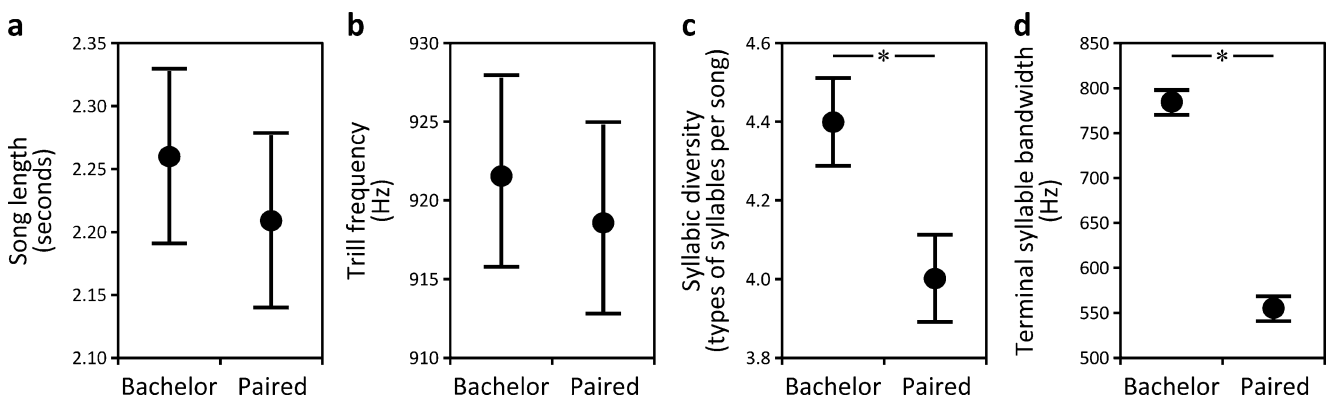 a
Song length
(seconds)
2.35
2.30
2.25
2.20
2.15
2.10
Bachelor
Paired
b
Trill frequency
(Hz)
930
925
920
915
910
Bachelor
Paired
c
Syllabic diversity
(types of syllables per song)
4.6
4.4
4.2
4.0
3.8
*
Bachelor
Paired
d
Terminal syllable bandwidth
(Hz)
850
800
750
700
650
600
550
500
*
Bachelor
Paired